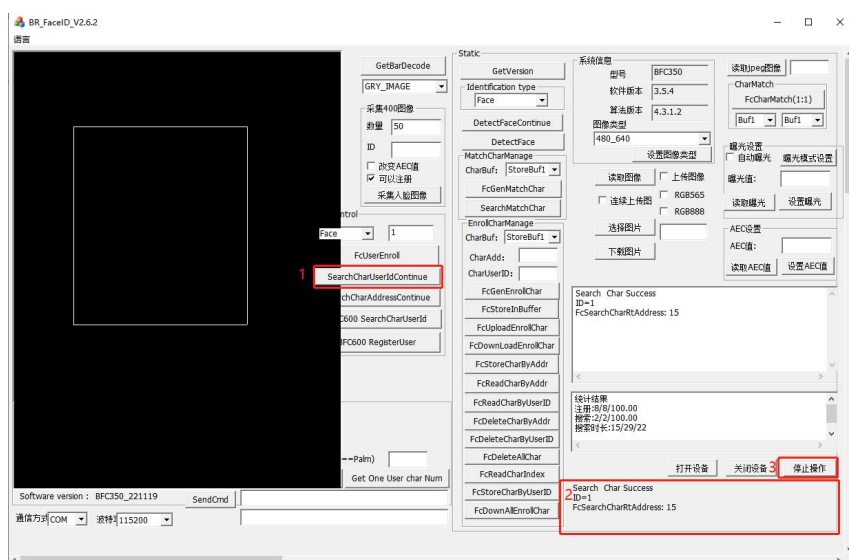 BR_FaceID_V2.6.2
语言
GetBarDecode
GRY_IMAGE
采集400图像
数量 50
ID
改变AEC值
可以注册
采集人脸图像
ntrol
Face 1
FcUserEnroll
1 SearchCharUserIdContinue
chCharAddressContinue
C600 SearchCharUserId
BFC600 RegisterUser
==Palm)
Get One User char Num
Software version： BFC350_221119
SendCmd
通信方式 COM 波特率 115200
Static
GetVersion
Identification type
Face
DetectFaceContinue
DetectFace
MatchCharManage
CharBuf: StoreBuf1
FcGenMatchChar
SearchMatchChar
EnrollCharManage
CharBuf: StoreBuf1
CharAdd:
CharUserID:
FcGenEnrollChar
FcStoreInBuffer
FcUploadEnrollChar
FcDownLoadEnrollChar
FcStoreCharByAddr
FcReadCharByAddr
FcReadCharByUserID
FcDeleteCharByAddr
FcDeleteCharByUserID
FcDeleteAllChar
FcReadCharIndex
FcStoreCharByUserID
FcDownAllEnrollChar
系统信息
型号 BFC350
软件版本 3.5.4
算法版本 4.3.1.2
图像类型
480_640
设置图像类型
读取图像 上传图像
连续上传图 RGB565
RGB888
选择图片
下载图片
读取jpeg图像
CharMatch
FcCharMatch(1:1)
Buf1 Buf1
曝光设置
自动曝光 曝光模式设置
曝光值:
读取曝光 设置曝光
AEC设置
AEC值:
读取AEC值 设置AEC值
Search Char Success
ID=1
FcSearchCharRtAddress: 15
统计结果
注册:8/8/100.00
搜索:2/2/100.00
搜索时长:15/29/22
打开设备 关闭设备 3 停止操作
2
Search Char Success
ID=1
FcSearchCharRtAddress: 15